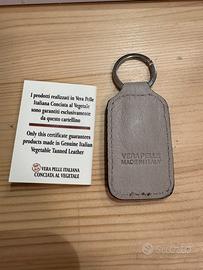 I prodotti realizzati in Vera Pelle
Italiana Conciata al Vegetale
sono garantiti esclusivamente
da questo cartellino
Only this certificate guarantees
products made in Genuine Italian
Vegetable Tanned Leather
VERA PELLE ITALIANA
CONCIATA AL VEGETALE
VERA PELLE
MADE IN ITALY
SUBITO